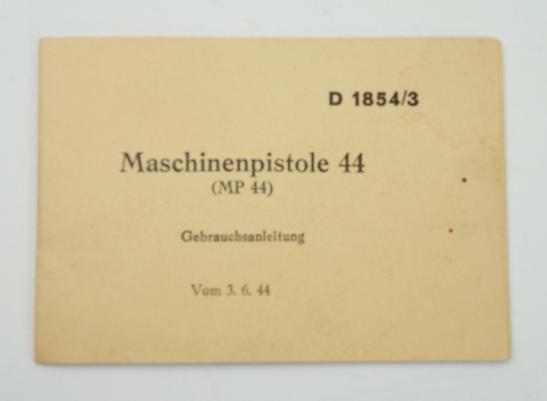 D 1854/3
Maschinenpistole 44
(MP 44)
Gebrauchsanleitung
Vom 3. 6. 44